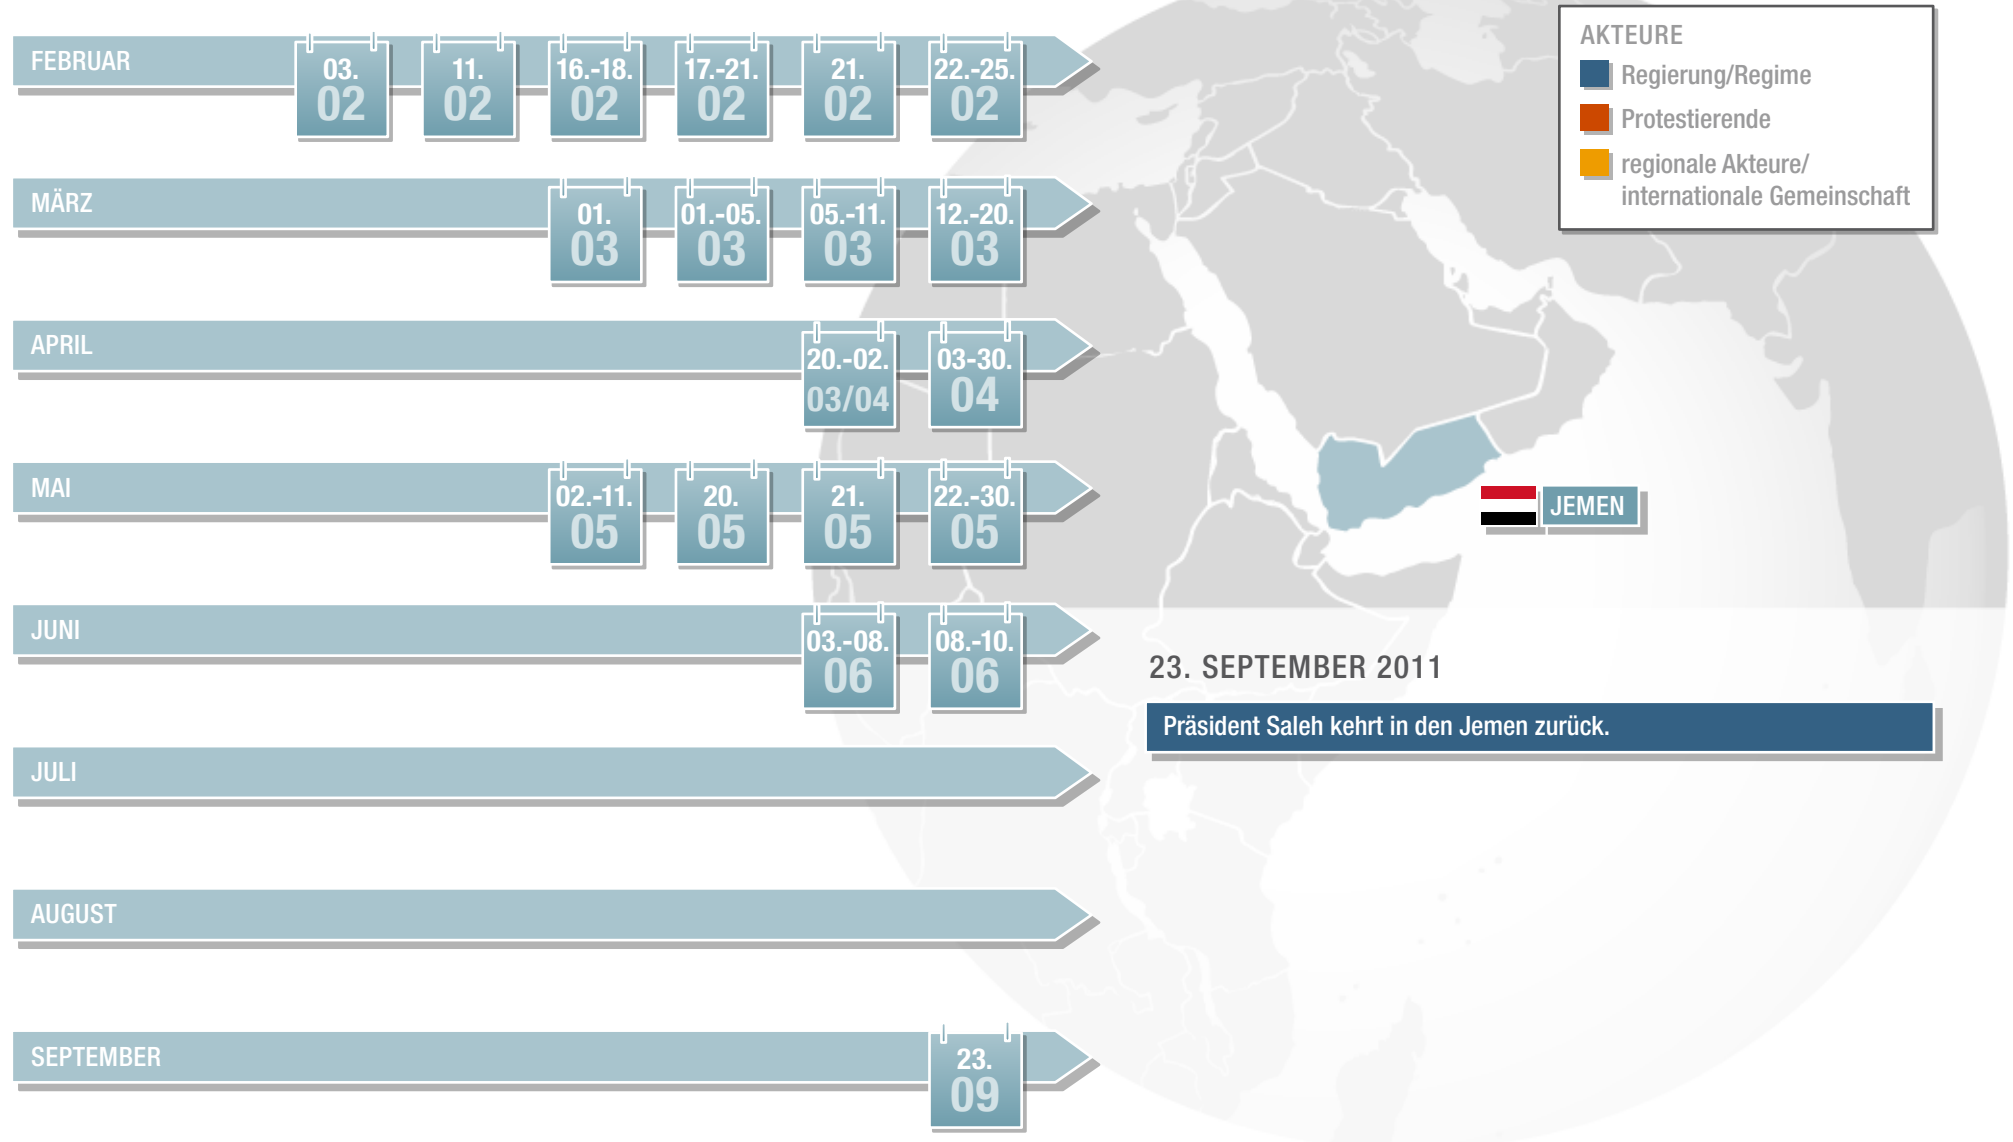 FEBRUAR
03.
02
11.
02
16.-18.
02
17.-21.
02
21.
02
22.-25.
02
MÄRZ
01.
03
01.-05.
03
05.-11.
03
12.-20.
03
APRIL
20.-02.
03/04
03-30.
04
MAI
02.-11.
05
20.
05
21.
05
22.-30.
05
JUNI
03.-08.
06
08.-10.
06
JULI
AUGUST
SEPTEMBER
23.
09
AKTEURE
Regierung/Regime
Protestierende
regionale Akteure/
internationale Gemeinschaft
JEMEN
23. SEPTEMBER 2011
Präsident Saleh kehrt in den Jemen zurück.